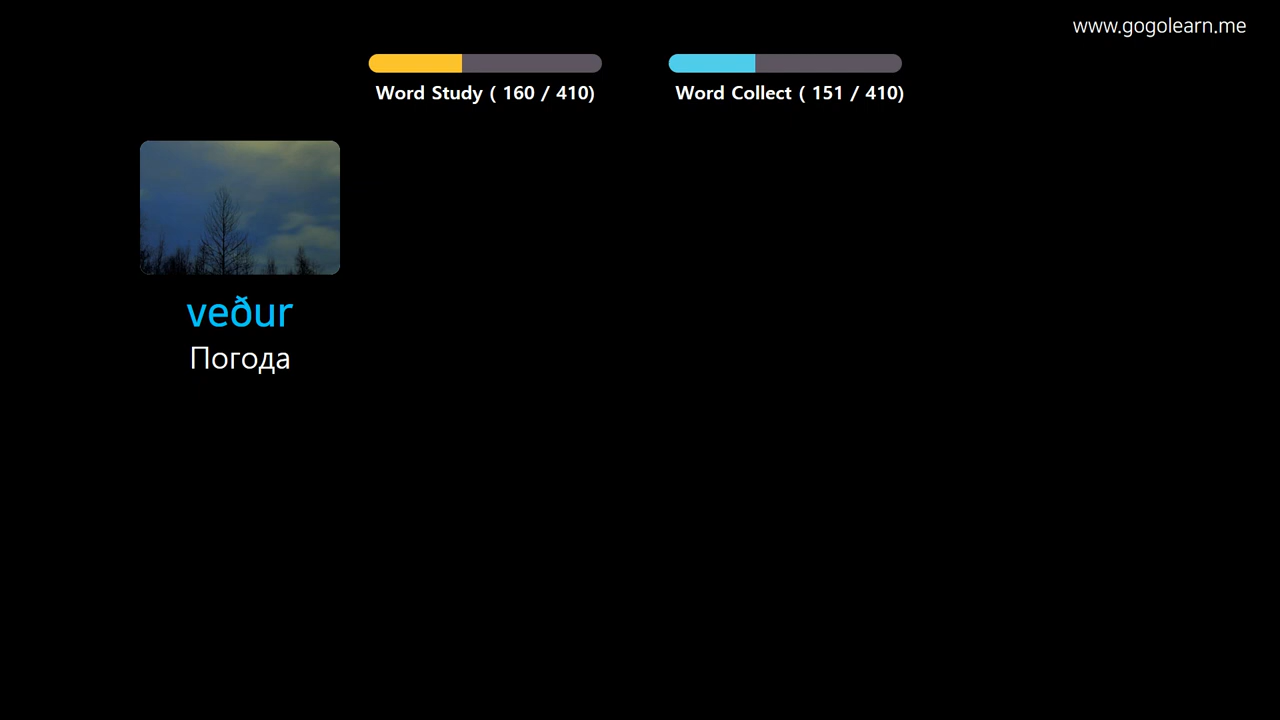 www.gogolearn.me
Word Study ( 160 / 410)
Word Collect ( 151 / 410)
veður
Погода